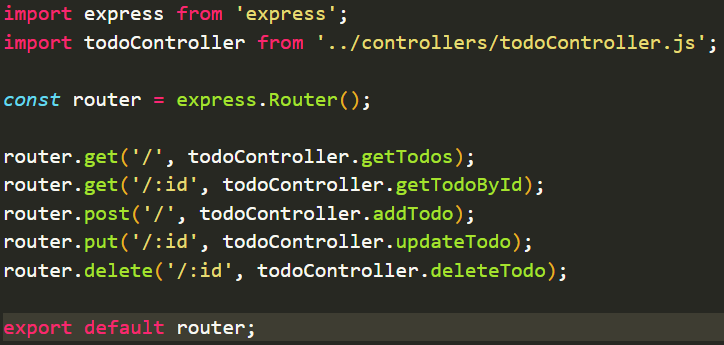 import express from 'express';
import todoController from '../controllers/todoController.js';
const router = express.Router();
router.get('/', todoController.getTodos);
router.get('/:id', todoController.getTodoById);
router.post('/', todoController.addTodo);
router.put('/:id', todoController.updateTodo);
router.delete('/:id', todoController.deleteTodo);
export default router;